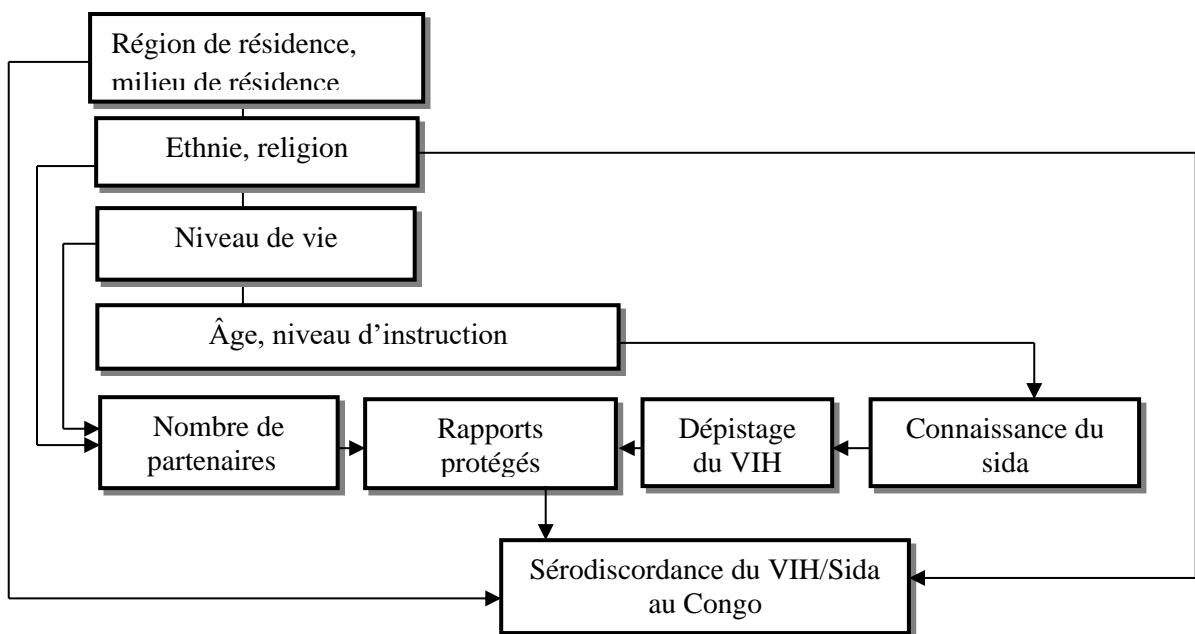 Région de résidence,
milieu de résidence
Ethnie, religion
Niveau de vie
Âge, niveau d’instruction
Nombre de
partenaires
Rapports
protégés
Dépistage
du VIH
Connaissance du
sida
Sérodiscordance du VIH/Sida
au Congo